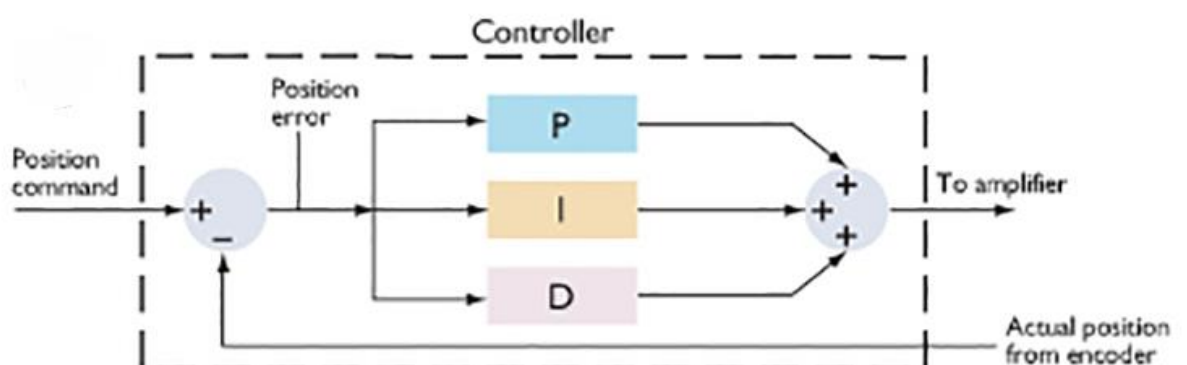 Controller
Position
error
Position
command
P
I
D
+
−
+
+
+
To amplifier
Actual position
from encoder